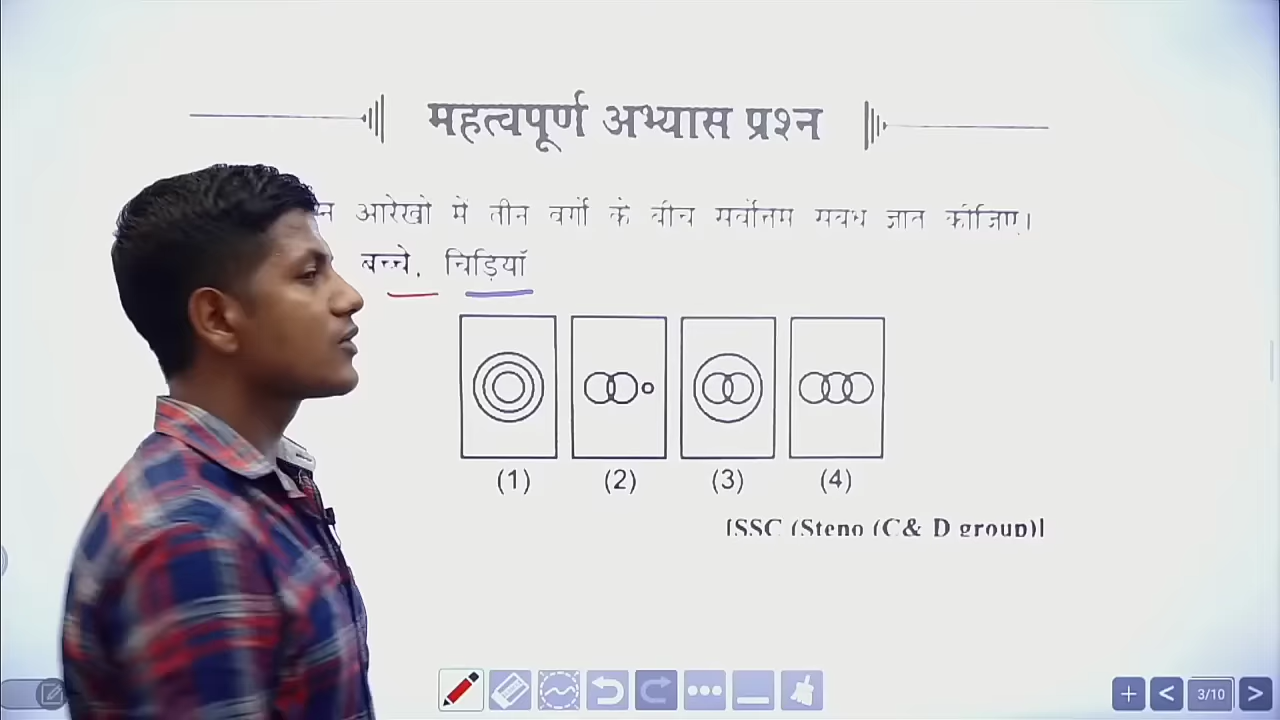 महत्वपूर्ण अभ्यास प्रश्न
आरेखों में तीन वर्गों के बीच सर्वोत्तम संबंध ज्ञात कीजिए।
बच्चे, चिड़ियाँ
(1) (2) (3) (4)
[SSC (Steno (C& D group)]
3/10